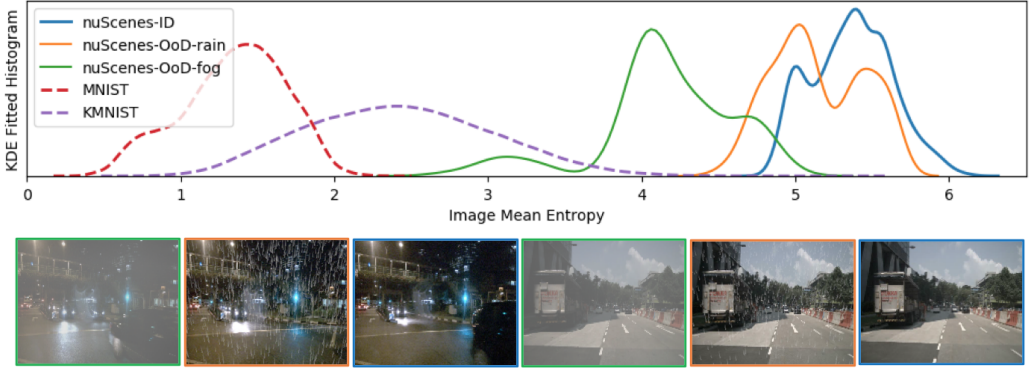 KDE Fitted Histogram
nuScenes-ID
nuScenes-OoD-rain
nuScenes-OoD-fog
MNIST
KMNIST
0 1 2 3 4 5 6
Image Mean Entropy